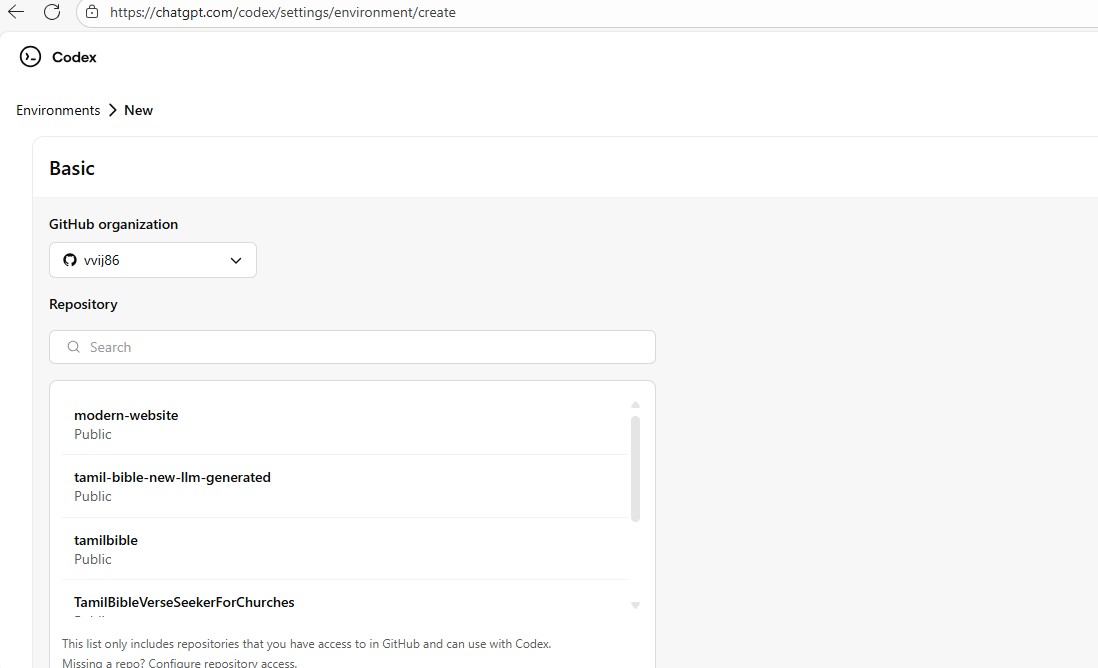 https://chatgpt.com/codex/settings/environment/create
Codex
Environments > New
Basic
GitHub organization
vvij86
Repository
Search
modern-website
Public
tamil-bible-new-llm-generated
Public
tamilbible
Public
TamilBibleVerseSeekerForChurches
This list only includes repositories that you have access to in GitHub and can use with Codex.
Missing a repo? Configure repository access.